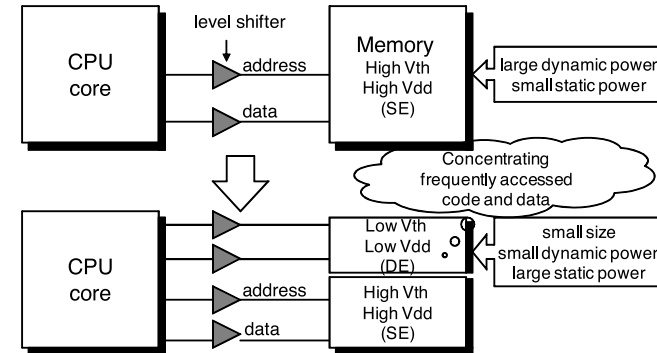 level shifter
CPU
core
address
data
Memory
High Vth
High Vdd
(SE)
large dynamic power
small static power
Concentrating
frequently accessed
code and data
CPU
core
address
data
Low Vth
Low Vdd
(DE)
High Vth
High Vdd
(SE)
small size
small dynamic power
large static power